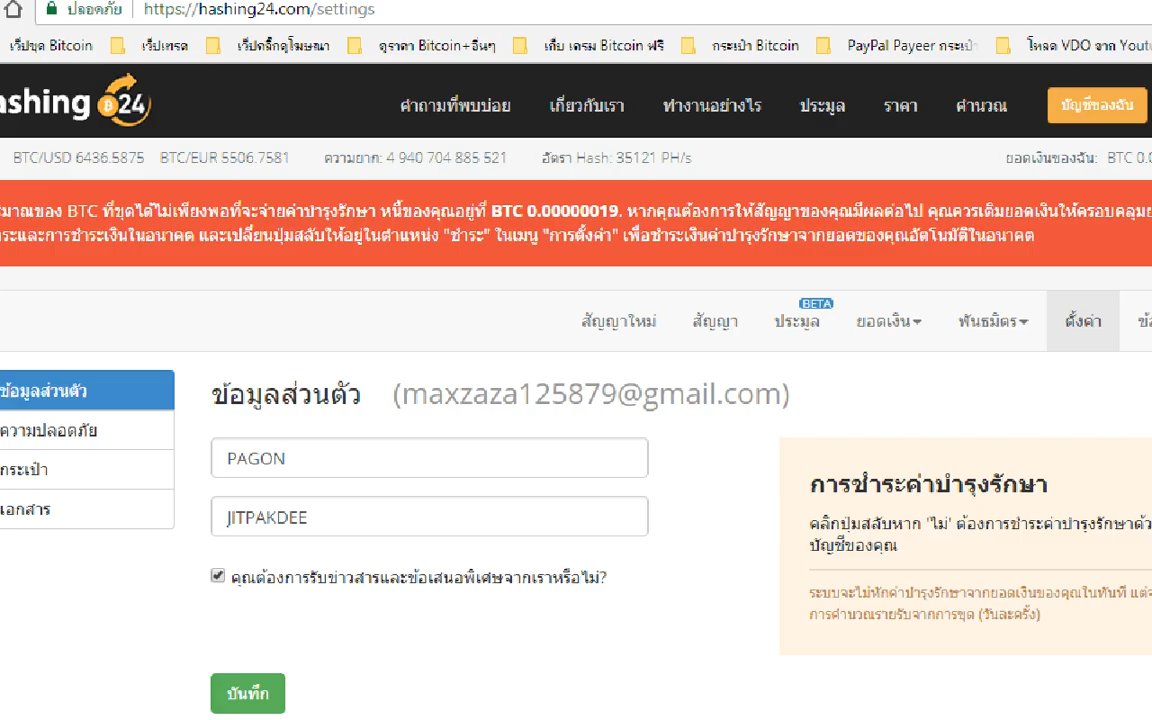 ปลอดภัย https://hashing24.com/settings
เว็ปขุด Bitcoin เว็ปเทรด เว็ปคลิ๊กดูโฆษณา ดูราคา Bitcoin+อื่นๆ เก็บ เคลม Bitcoin ฟรี กระเป๋า Bitcoin PayPal Payeer กระเป๋า โหลด VDO จาก Youtu
ashing 24 คำถามที่พบบ่อย เกี่ยวกับเรา ทำงานอย่างไร ประมูล ราคา คำนวณ บัญชีของฉัน
BTC/USD 6436.5875 BTC/EUR 5506.7581 ความยาก: 4 940 704 885 521 อัตรา Hash: 35121 PH/s ยอดเงินของฉัน: BTC 0.0
มาณของ BTC ที่ขุดได้ไม่เพียงพอที่จะจ่ายค่าบำรุงรักษา หนี้ของคุณอยู่ที่ BTC 0.00000019. หากคุณต้องการให้สัญญาของคุณมีผลต่อไป คุณควรเติมยอดเงินให้ครอบคลุม
ระและการชำระเงินในอนาคต และเปลี่ยนปุ่มสลับให้อยู่ในตำแหน่ง "ชำระ" ในเมนู "การตั้งค่า" เพื่อชำระเงินค่าบำรุงรักษาจากยอดของคุณอัตโนมัติในอนาคต
BETA
สัญญาใหม่ สัญญา ประมูล ยอดเงิน พันธมิตร ตั้งค่า ข้อ
ข้อมูลส่วนตัว
ความปลอดภัย
กระเป๋า
เอกสาร
ข้อมูลส่วนตัว (maxzaza125879@gmail.com)
PAGON
JITPAKDEE
คุณต้องการรับข่าวสารและข้อเสนอพิเศษจากเราหรือไม่?
บันทึก
การชำระค่าบำรุงรักษา
คลิ๊กปุ่มสลับหาก 'ไม่' ต้องการชำระค่าบำรุงรักษาด้ว
บัญชีของคุณ
ระบบจะไม่หักค่าบำรุงรักษาจากยอดเงินของคุณในทันที แต่จ
การคำนวณรายรับจากการขุด (วันละครั้ง)